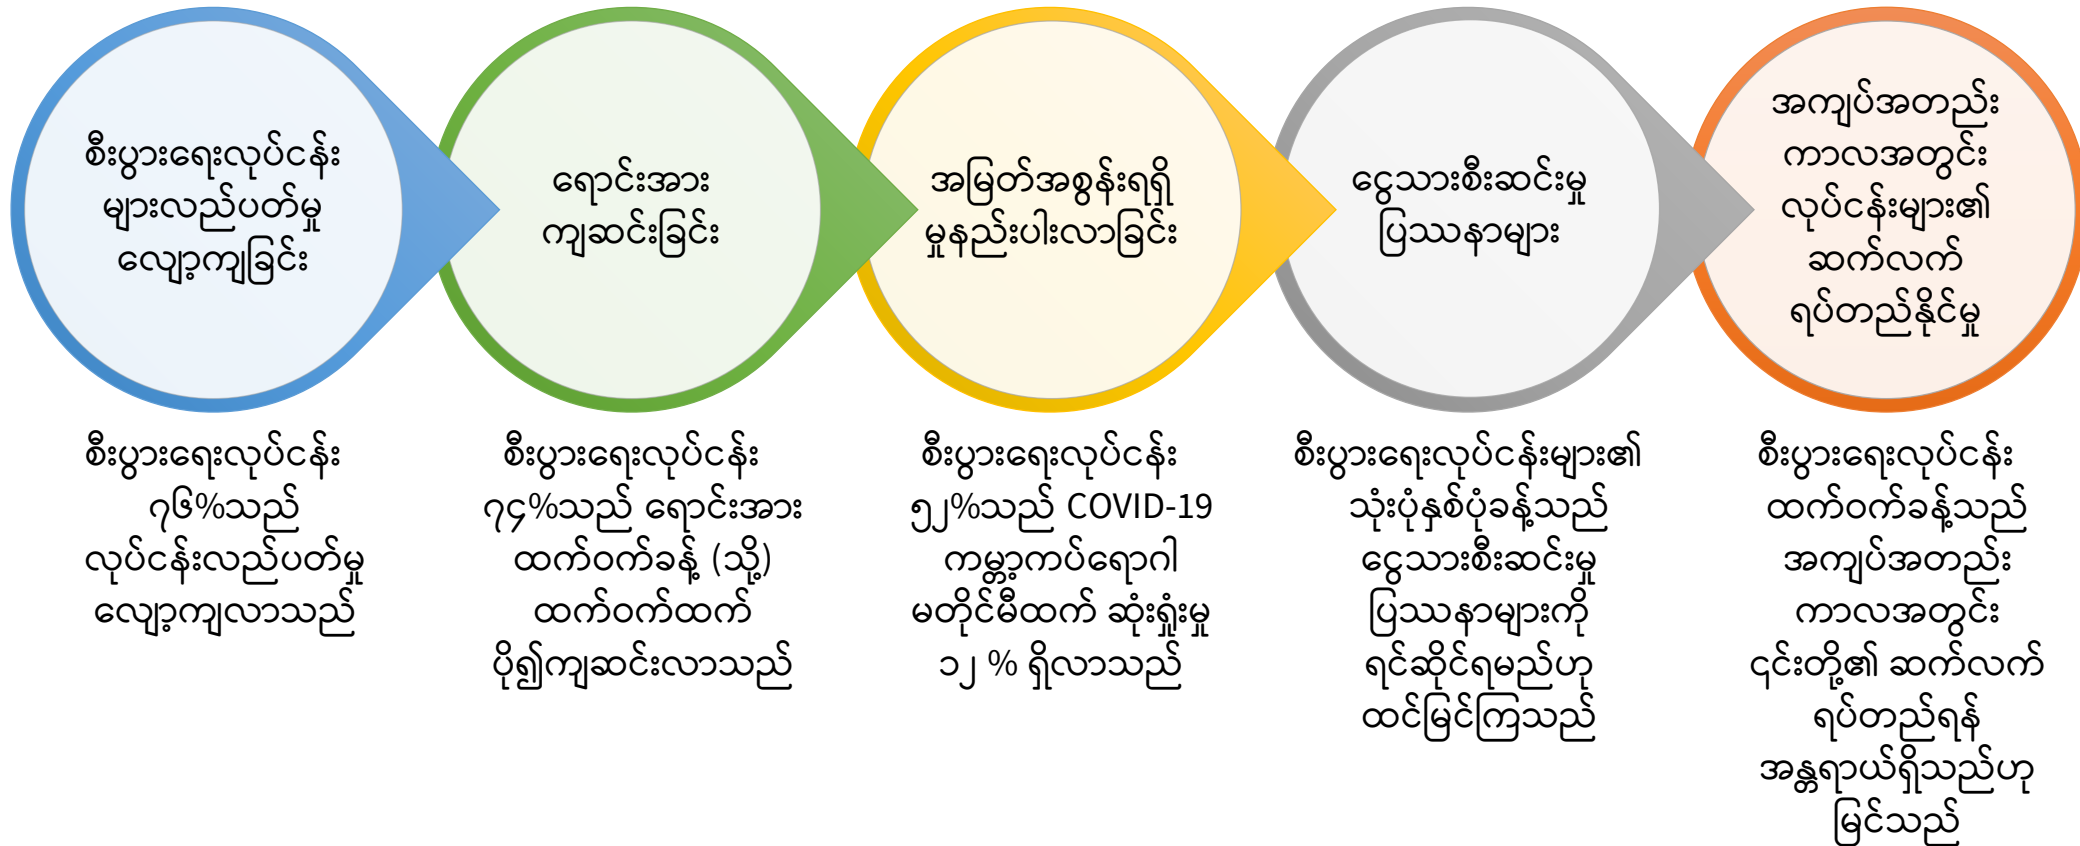 စီးပွားရေးလုပ်ငန်း
များလည်ပတ်မှု
လျော့ကျခြင်း
ရောင်းအား
ကျဆင်းခြင်း
အမြတ်အစွန်းရရှိ
မှုနည်းပါးလာခြင်း
ငွေသားစီးဆင်းမှု
ပြဿနာများ
အကျပ်အတည်း
ကာလအတွင်း
လုပ်ငန်းများ၏
ဆက်လက်
ရပ်တည်နိုင်မှု
စီးပွားရေးလုပ်ငန်း
၇၆%သည်
လုပ်ငန်းလည်ပတ်မှု
လျော့ကျလာသည်
စီးပွားရေးလုပ်ငန်း
၇၄%သည် ရောင်းအား
ထက်ဝက်ခန့် (သို့)
ထက်ဝက်ထက်
ပို၍ကျဆင်းလာသည်
စီးပွားရေးလုပ်ငန်း
၅၂%သည် COVID-19
ကမ္ဘာ့ကပ်ရောဂါ
မတိုင်မီထက် ဆုံးရှုံးမှု
၁၂ % ရှိလာသည်
စီးပွားရေးလုပ်ငန်းများ၏
သုံးပုံနှစ်ပုံခန့်သည်
ငွေသားစီးဆင်းမှု
ပြဿနာများကို
ရင်ဆိုင်ရမည်ဟု
ထင်မြင်ကြသည်
စီးပွားရေးလုပ်ငန်း
ထက်ဝက်ခန့်သည်
အကျပ်အတည်း
ကာလအတွင်း
၎င်းတို့၏ ဆက်လက်
ရပ်တည်ရန်
အန္တရာယ်ရှိသည်ဟု
မြင်သည်